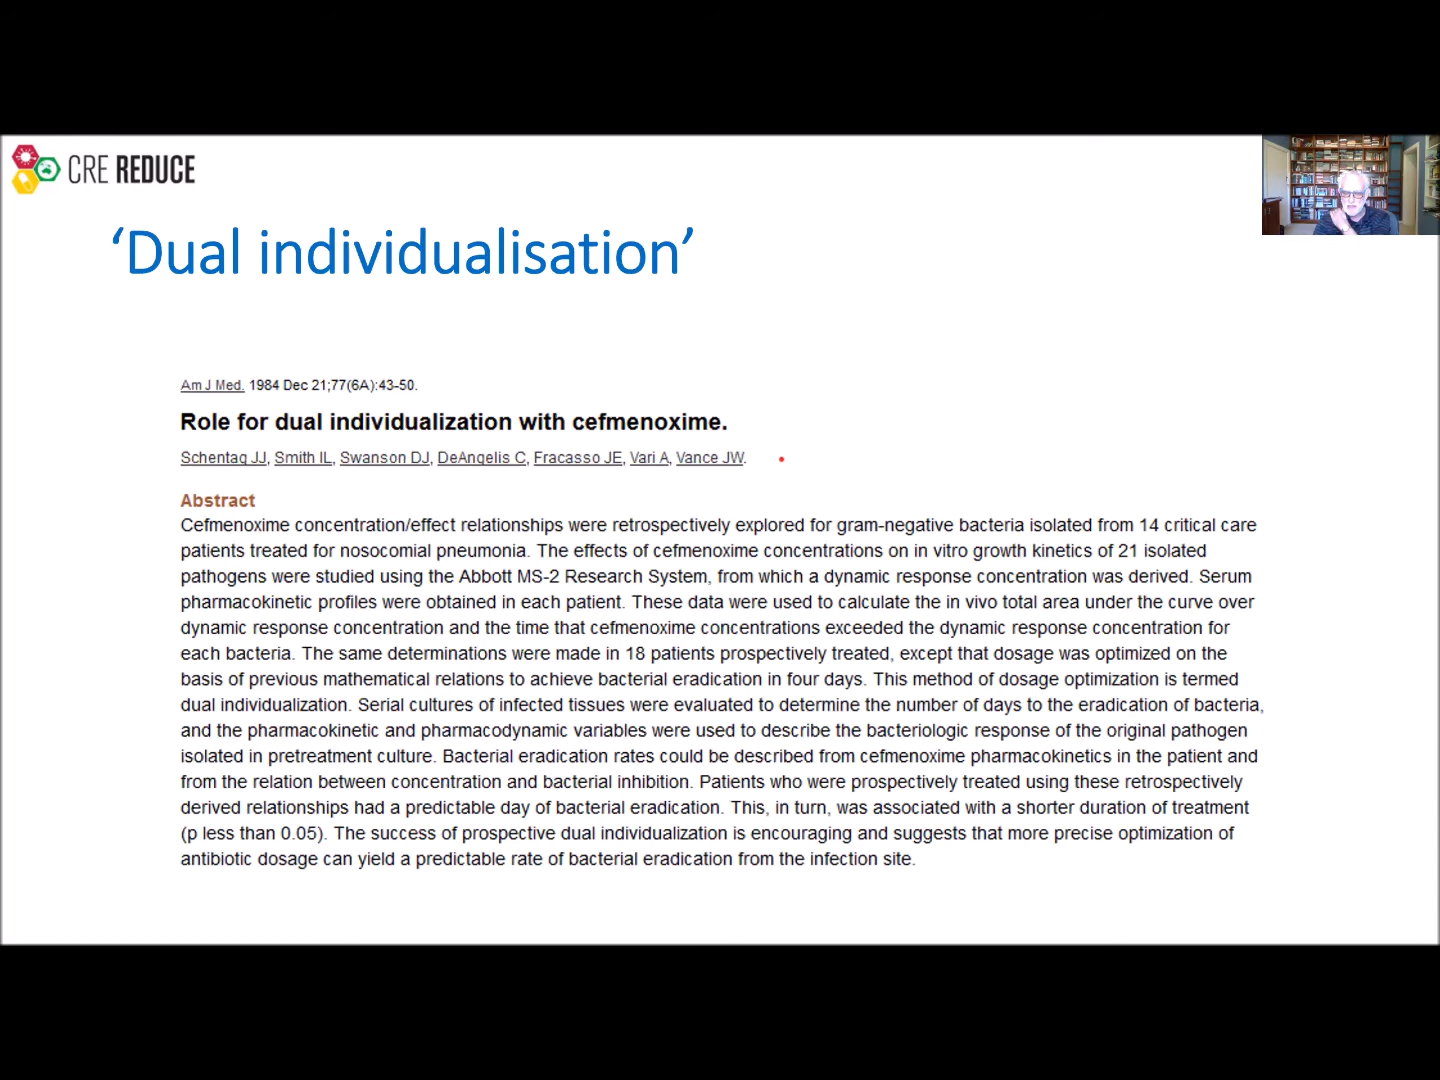 CRE REDUCE
‘Dual individualisation’
Am J Med. 1984 Dec 21;77(6A):43-50.
Role for dual individualization with cefmenoxime.
Schentag JJ, Smith IL, Swanson DJ, DeAngelis C, Fracasso JE, Vari A, Vance JW.
Abstract
Cefmenoxime concentration/effect relationships were retrospectively explored for gram-negative bacteria isolated from 14 critical care
patients treated for nosocomial pneumonia. The effects of cefmenoxime concentrations on in vitro growth kinetics of 21 isolated
pathogens were studied using the Abbott MS-2 Research System, from which a dynamic response concentration was derived. Serum
pharmacokinetic profiles were obtained in each patient. These data were used to calculate the in vivo total area under the curve over
dynamic response concentration and the time that cefmenoxime concentrations exceeded the dynamic response concentration for
each bacteria. The same determinations were made in 18 patients prospectively treated, except that dosage was optimized on the
basis of previous mathematical relations to achieve bacterial eradication in four days. This method of dosage optimization is termed
dual individualization. Serial cultures of infected tissues were evaluated to determine the number of days to the eradication of bacteria,
and the pharmacokinetic and pharmacodynamic variables were used to describe the bacteriologic response of the original pathogen
isolated in pretreatment culture. Bacterial eradication rates could be described from cefmenoxime pharmacokinetics in the patient and
from the relation between concentration and bacterial inhibition. Patients who were prospectively treated using these retrospectively
derived relationships had a predictable day of bacterial eradication. This, in turn, was associated with a shorter duration of treatment
(p less than 0.05). The success of prospective dual individualization is encouraging and suggests that more precise optimization of
antibiotic dosage can yield a predictable rate of bacterial eradication from the infection site.